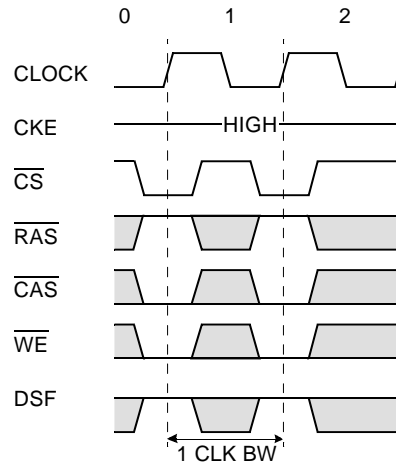 0 1 2
CLOCK
CKE HIGH
CS
RAS
CAS
WE
DSF
1 CLK BW